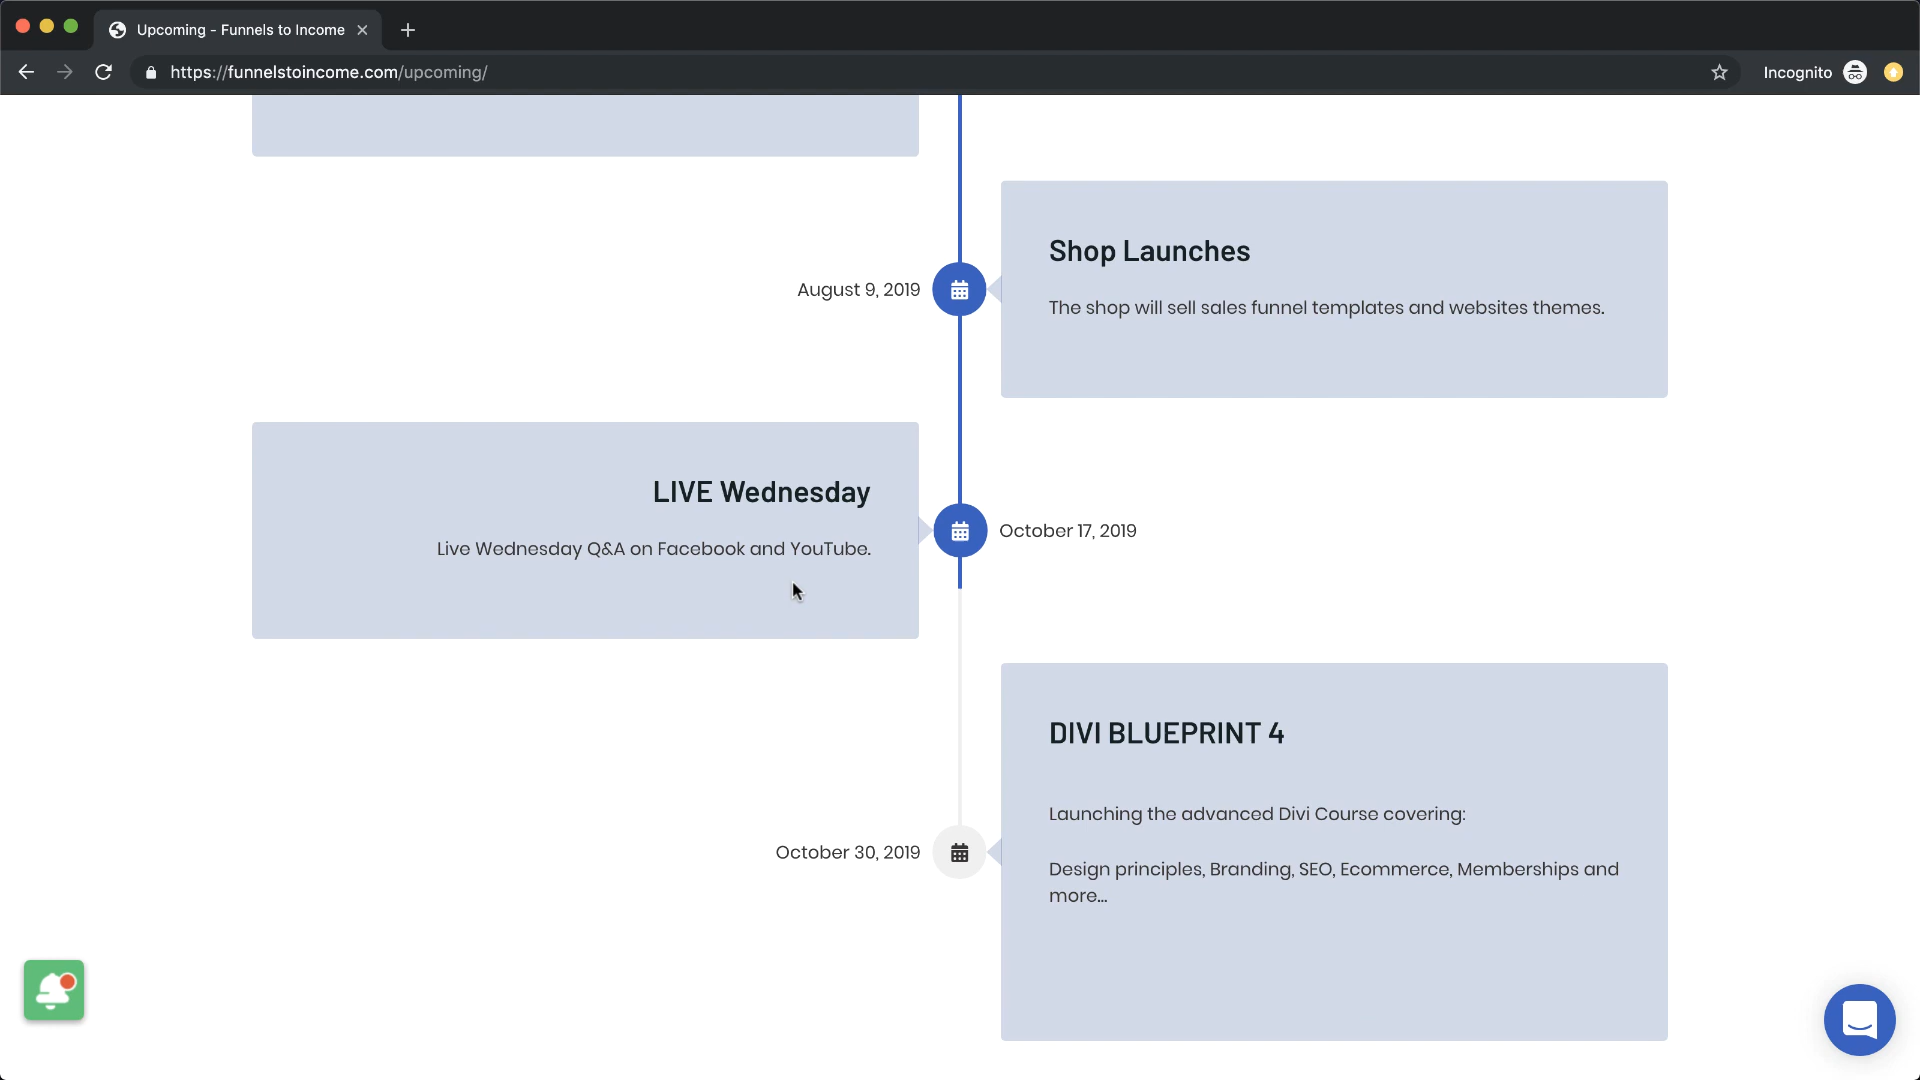 Upcoming - Funnels to Income
https://funnelstoincome.com/upcoming/
Incognito
Shop Launches
August 9, 2019
The shop will sell sales funnel templates and websites themes.
LIVE Wednesday
October 17, 2019
Live Wednesday Q&A on Facebook and YouTube.
DIVI BLUEPRINT 4
Launching the advanced Divi Course covering:
October 30, 2019
Design principles, Branding, SEO, Ecommerce, Memberships and
more...